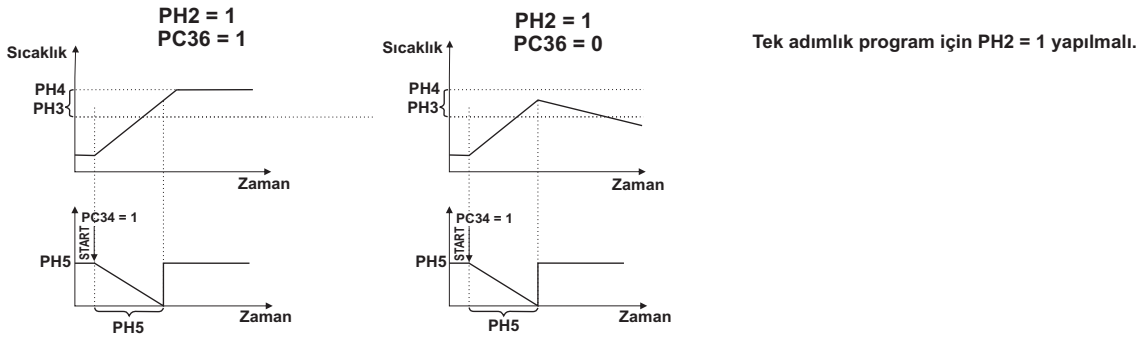 PH2 = 1
PC36 = 1
Sıcaklık
PH4
PH3
Zaman
PC34 = 1
START
PH5
Zaman
PH5
PH2 = 1
PC36 = 0
Sıcaklık
PH4
PH3
Zaman
PC34 = 1
START
PH5
Zaman
PH5
Tek adımlık program için PH2 = 1 yapılmalı.